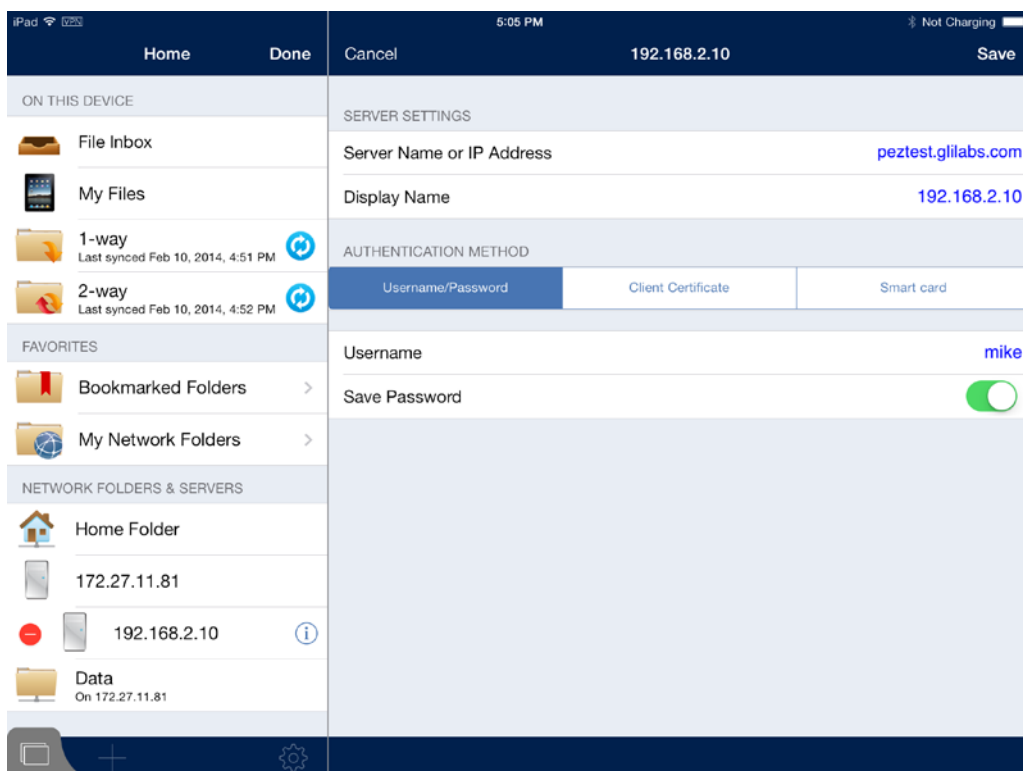 iPad VPN 5:05 PM Not Charging
Home Done Cancel 192.168.2.10 Save
ON THIS DEVICE
File Inbox
My Files
1-way
Last synced Feb 10, 2014, 4:51 PM
2-way
Last synced Feb 10, 2014, 4:52 PM
FAVORITES
Bookmarked Folders
My Network Folders
NETWORK FOLDERS & SERVERS
Home Folder
172.27.11.81
192.168.2.10
Data
On 172.27.11.81
SERVER SETTINGS
Server Name or IP Address peztest.glilabs.com
Display Name 192.168.2.10
AUTHENTICATION METHOD
Username/Password Client Certificate Smart card
Username mike
Save Password